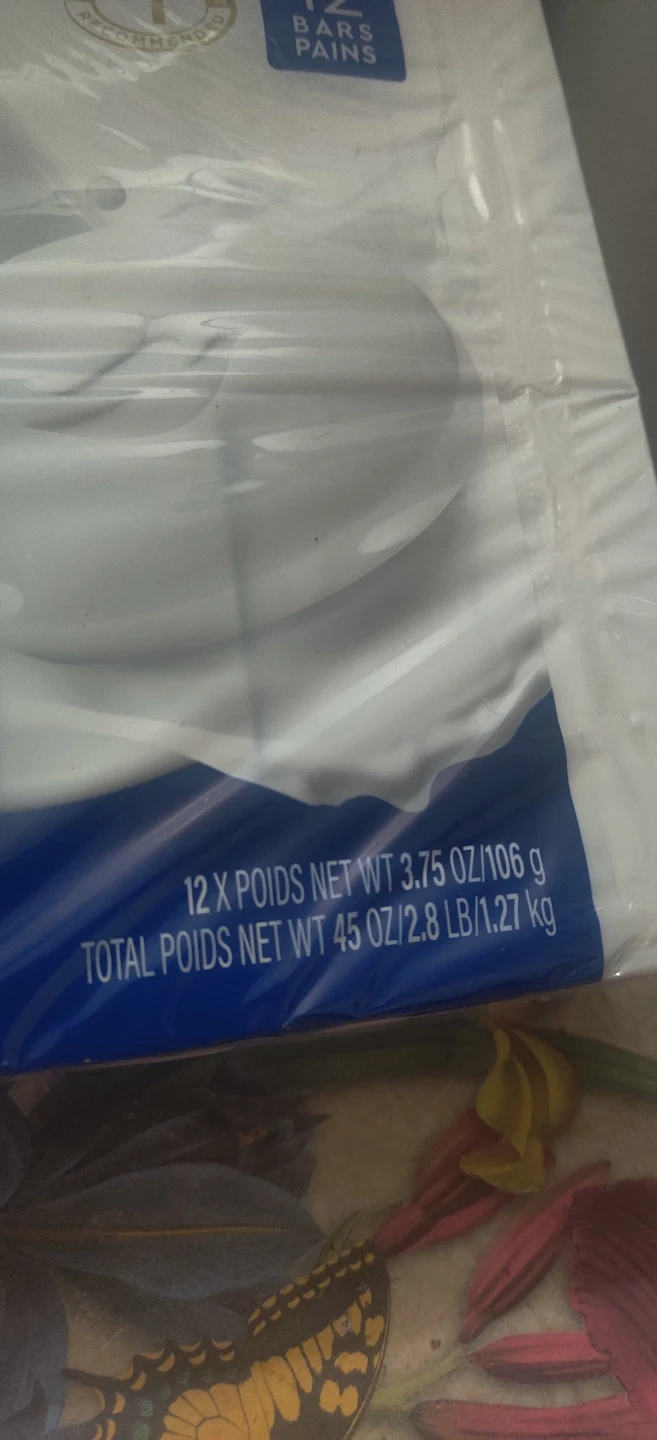 RECOMMENDED
12
BARS
PAINS
12 X POIDS NET WT 3.75 OZ/106 g
TOTAL POIDS NET WT 45 OZ/2.8 LB/1.27 kg